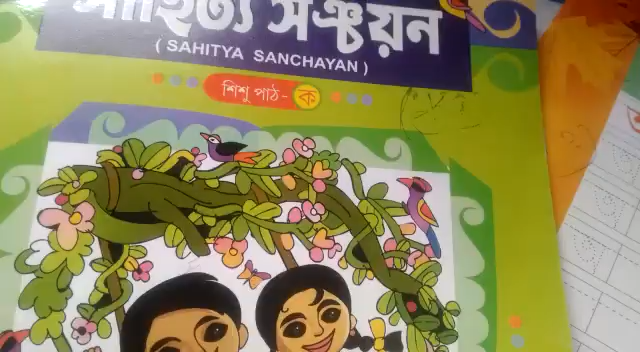 সাহিত্য সঞ্চয়ন
( SAHITYA SANCHAYAN )
শিশু পাঠ- ক